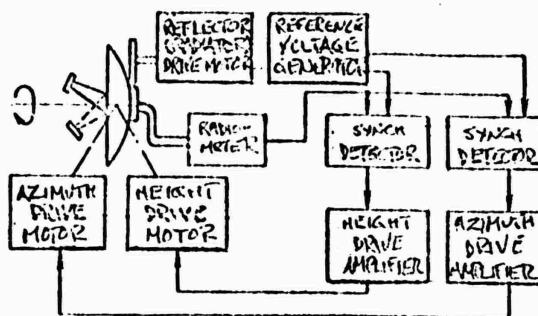 REFLECTOR
RADIATOR
DRIVE MOTOR
REFERENCE
VOLTAGE
GENERATOR
RADIO-
METER
SYNCH
DETECTOR
SYNCH
DETECTOR
AZIMUTH
DRIVE
MOTOR
HEIGHT
DRIVE
MOTOR
HEIGHT
DRIVE
AMPLIFIER
AZIMUTH
DRIVE
AMPLIFIER